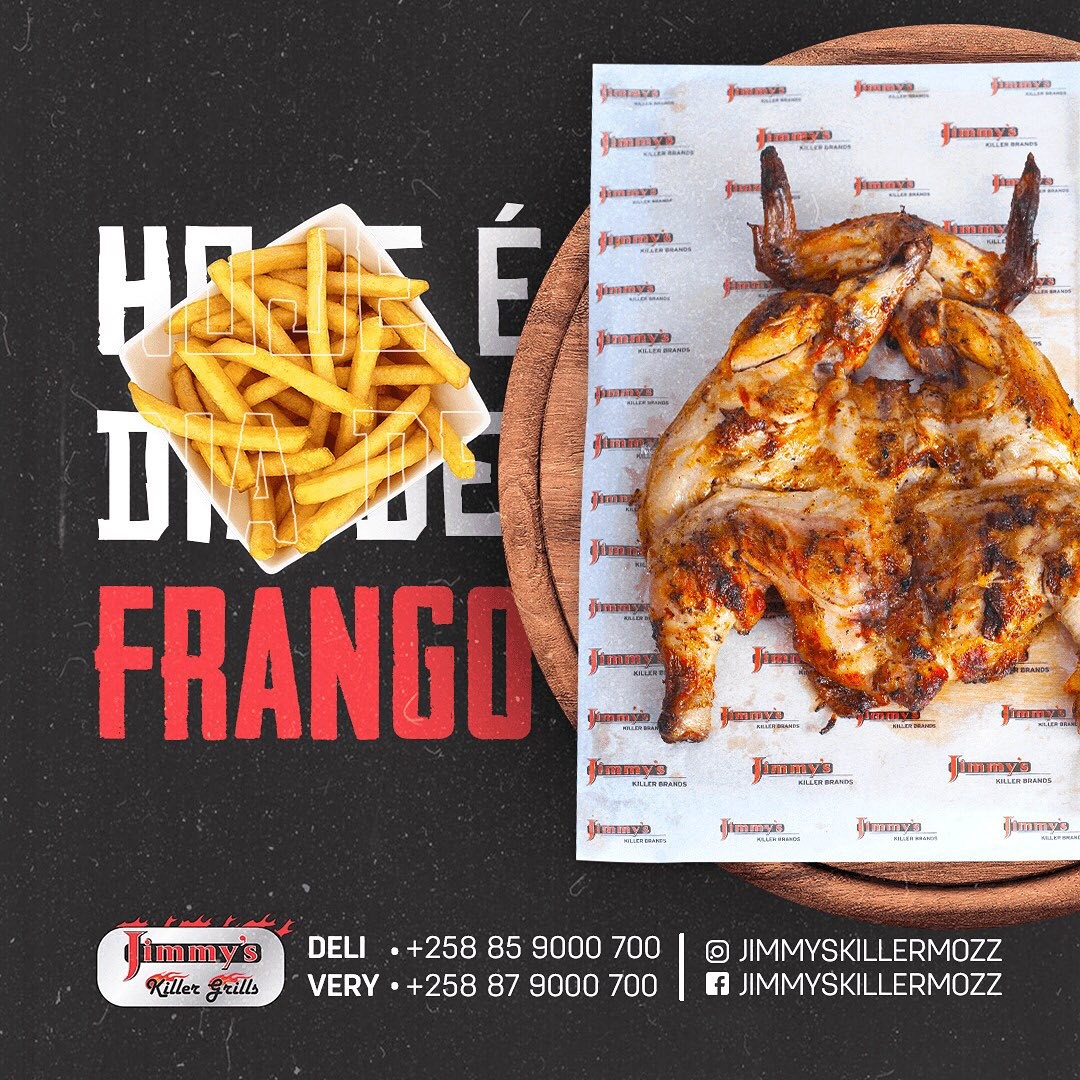 HOJE É
DIA DE
FRANGO
Jimmy's
KILLER BRANDS
Jimmy's
Killer Grills
DELI • +258 85 9000 700
VERY • +258 87 9000 700
JIMMYSKILLERMOZZ
JIMMYSKILLERMOZZ